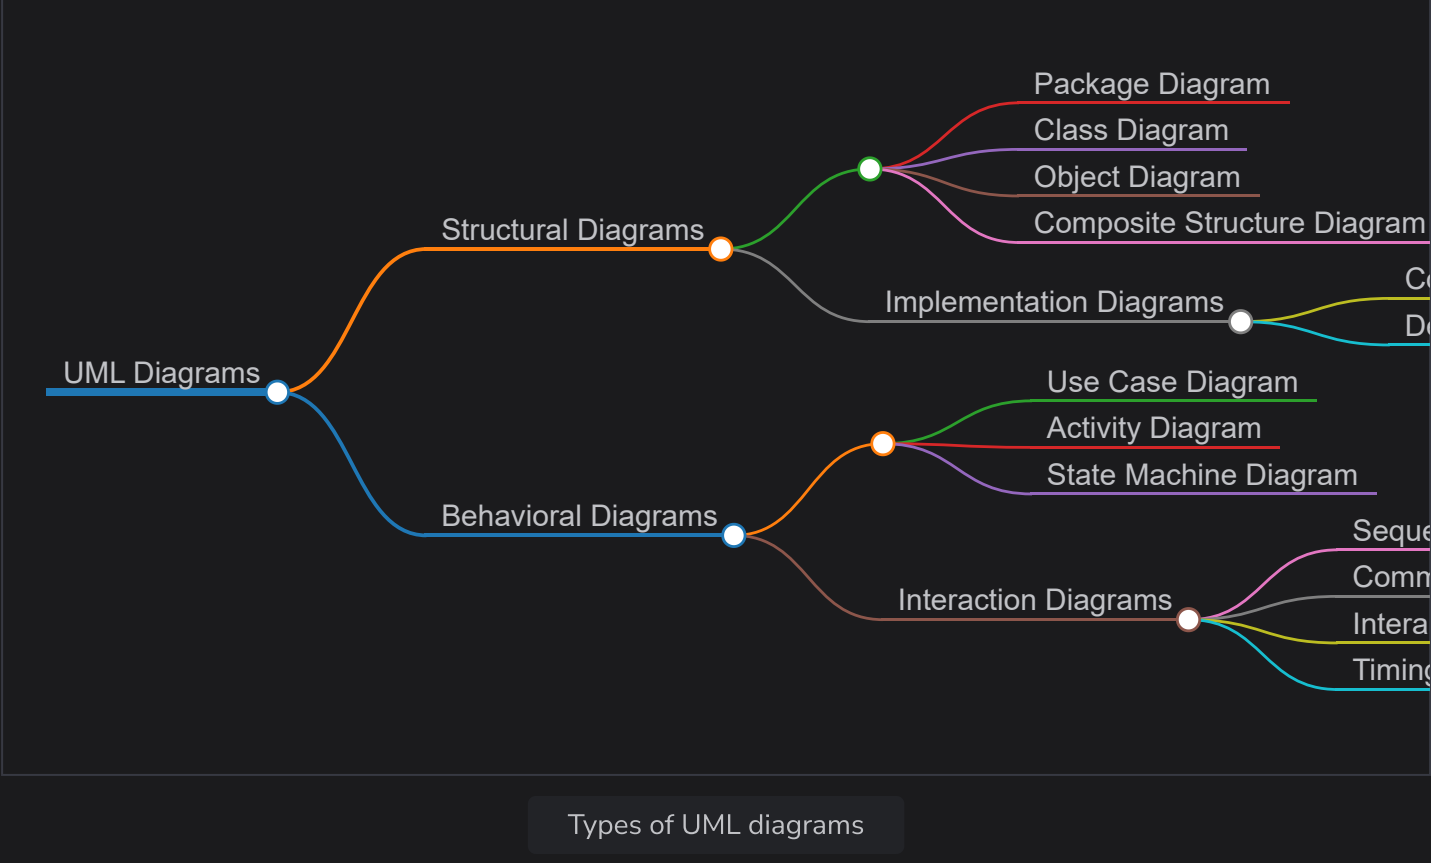 Package Diagram
Class Diagram
Object Diagram
Composite Structure Diagram
Structural Diagrams
Implementation Diagrams
UML Diagrams
Use Case Diagram
Activity Diagram
State Machine Diagram
Behavioral Diagrams
Interaction Diagrams
Timing
Types of UML diagrams